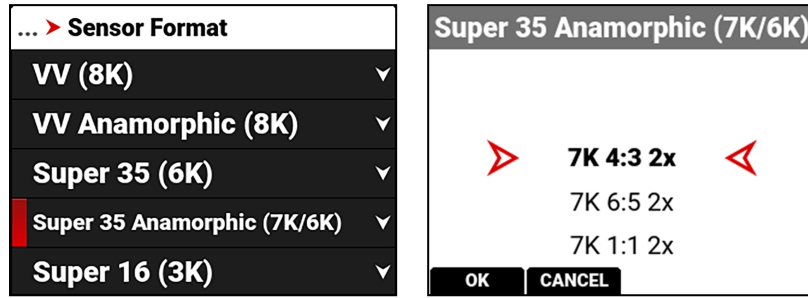 ... Sensor Format
VV (8K)
VV Anamorphic (8K)
Super 35 (6K)
Super 35 Anamorphic (7K/6K)
Super 16 (3K)
Super 35 Anamorphic (7K/6K)
7K 4:3 2x
7K 6:5 2x
7K 1:1 2x
OK CANCEL